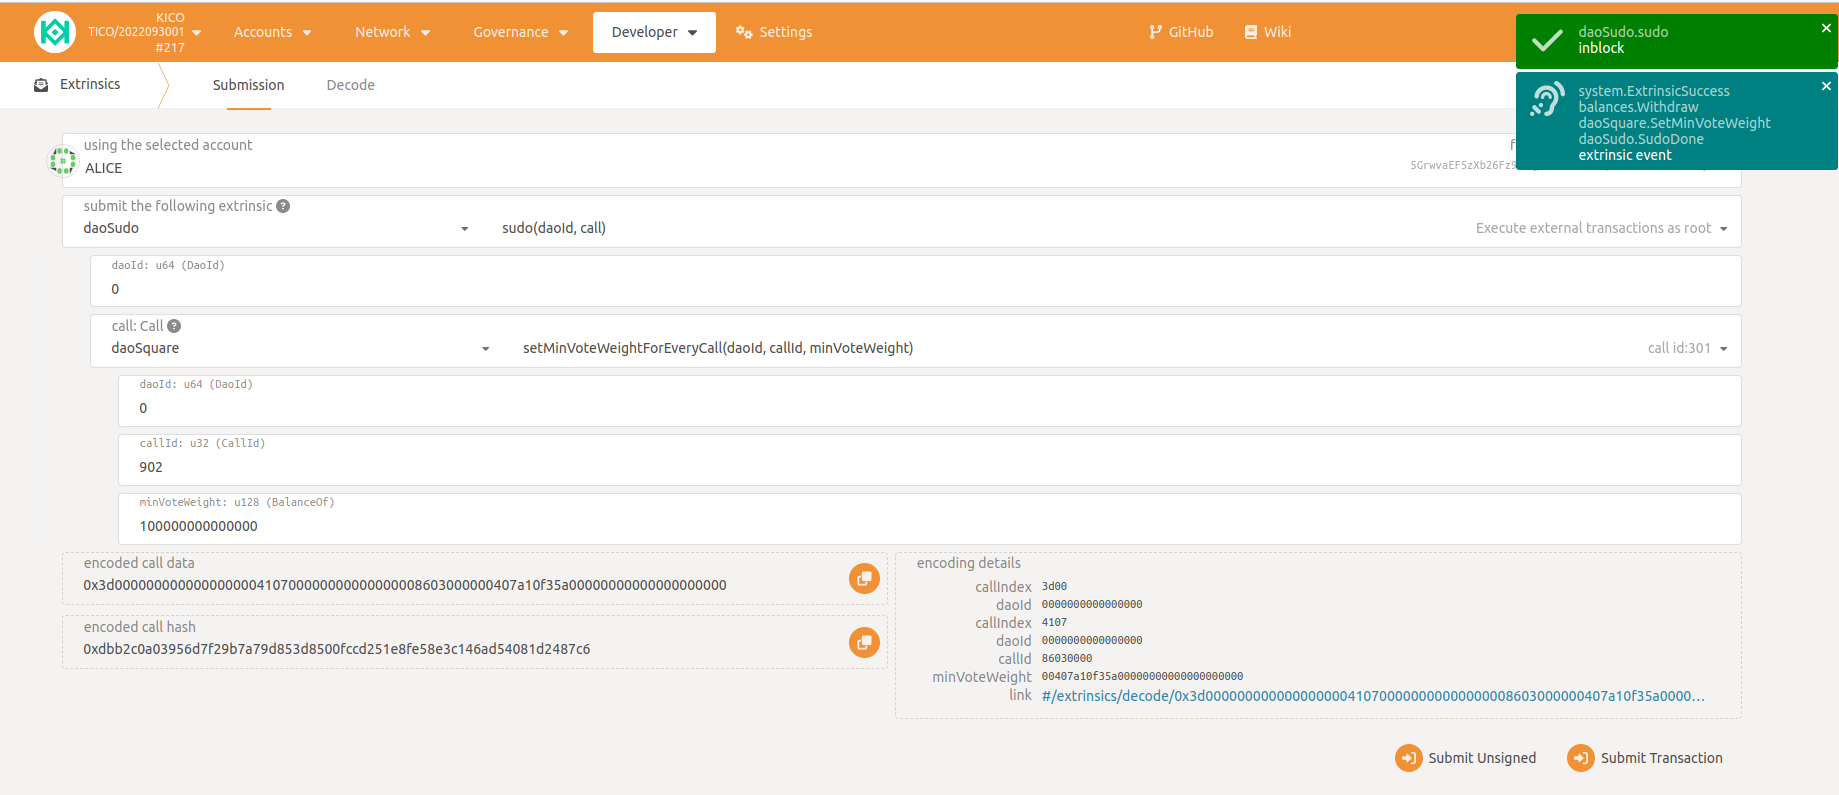 KICO
TICO/2022093001
#217
Accounts
Network
Governance
Developer
Settings
GitHub
Wiki
daoSudo.sudo
inblock
system.ExtrinsicSuccess
balances.Withdraw
daoSquare.SetMinVoteWeight
daoSudo.SudoDone
extrinsic event
Extrinsics
Submission
Decode
using the selected account
ALICE
5GrwvaEF5zXb26Fz9
submit the following extrinsic
daoSudo
sudo(daoId, call)
Execute external transactions as root
daoId: u64 (DaoId)
0
call: Call
daoSquare
setMinVoteWeightForEveryCall(daoId, callId, minVoteWeight)
call id:301
daoId: u64 (DaoId)
0
callId: u32 (CallId)
902
minVoteWeight: u128 (BalanceOf)
100000000000000
encoded call data
0x3d000000000000000000410700000000000000008603000000407a10f35a00000000000000000000
encoded call hash
0xdbb2c0a03956d7f29b7a79d853d8500fccd251e8fe58e3c146ad54081d2487c6
encoding details
callIndex 3d00
daoId 0000000000000000
callIndex 4107
daoId 0000000000000000
callId 86030000
minVoteWeight 00407a10f35a00000000000000000000
link #/extrinsics/decode/0x3d000000000000000000410700000000000000008603000000407a10f35a0000...
Submit Unsigned
Submit Transaction